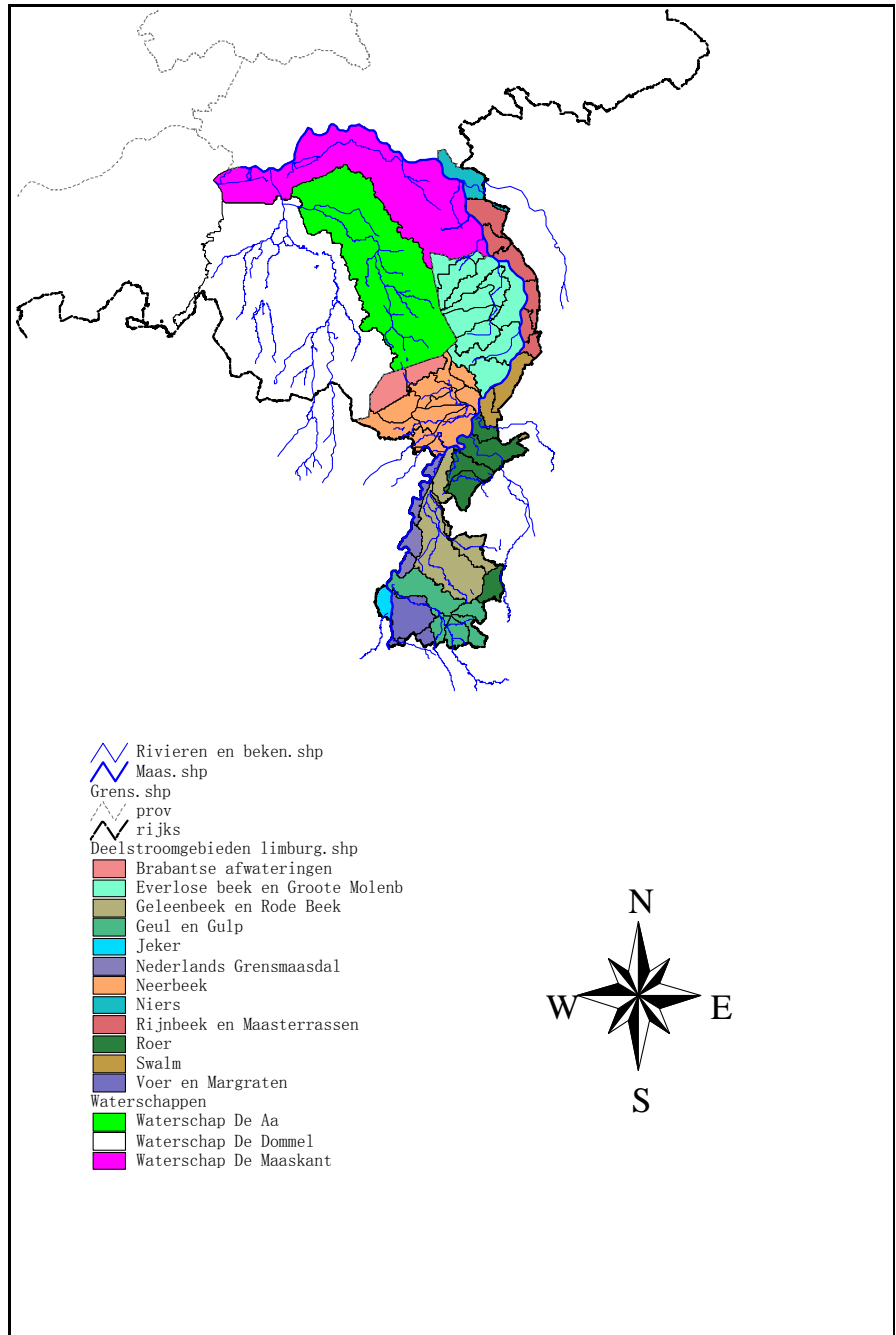 Rivieren en beken.shp
Maas.shp
Grens.shp
prov
rijks
Deelstroomgebieden limburg.shp
Brabantse afwateringen
Everlose beek en Groote Molenb
Geleenbeek en Rode Beek
Geul en Gulp
Jeker
Nederlands Grensmaasdal
Neerbeek
Niers
Rijnbeek en Maasterrassen
Roer
Swalm
Voer en Margraten
Waterschappen
Waterschap De Aa
Waterschap De Dommel
Waterschap De Maaskant
N
W E
S